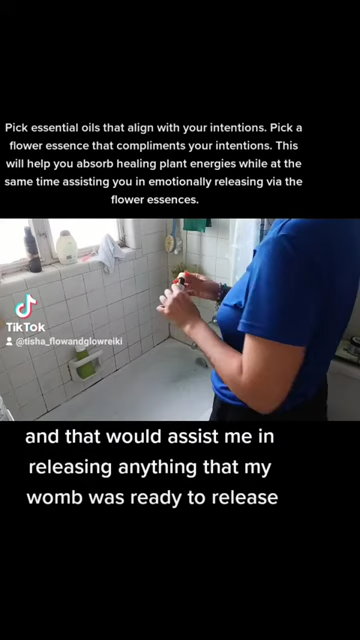 Pick essential oils that align with your intentions. Pick a
flower essence that compliments your intentions. This
will help you absorb healing plant energies while at the
same time assisting you in emotionally releasing via the
flower essences.
TikTok
@tisha_flowandglowreiki
and that would assist me in
releasing anything that my
womb was ready to release